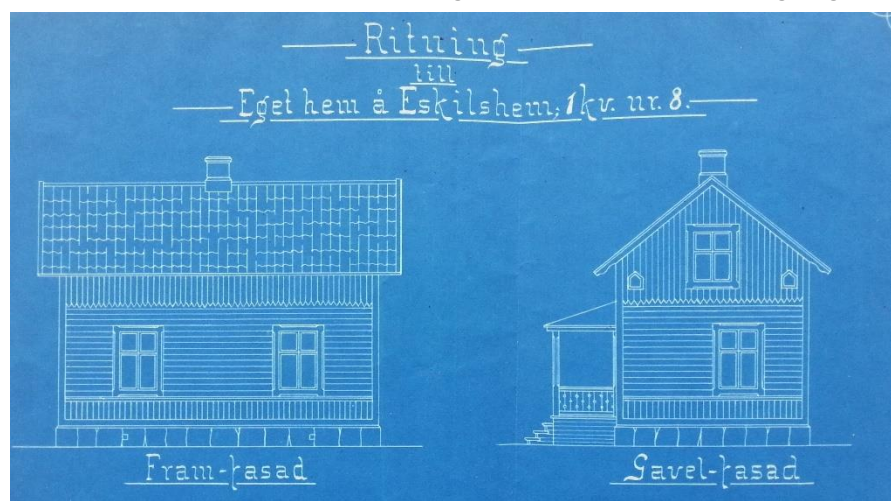 Ritning
till
Eget hem å Eskilshem, 1 kv. nr. 8.
Fram-fasad
Gavel-fasad